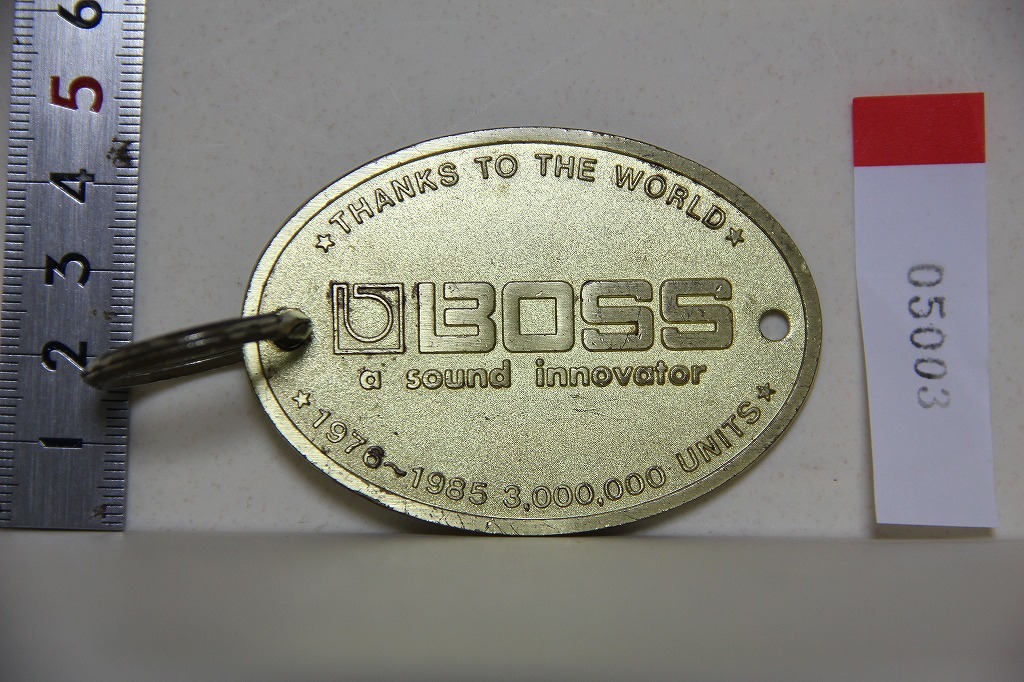 ☆THANKS TO THE WORLD☆
BOSS
a sound innovator
☆1976~1985 3,000,000 UNITS☆
6
5
4
3
2
1
05003